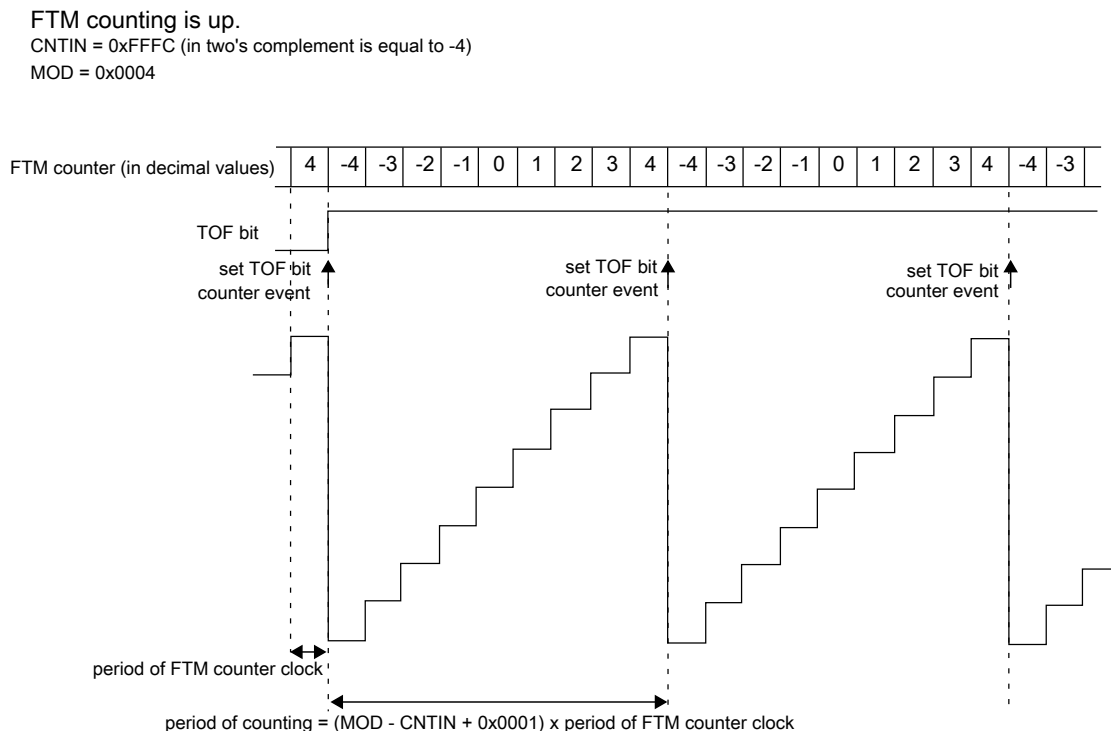 FTM counting is up.
CNTIN = 0xFFFC (in two's complement is equal to -4)
MOD = 0x0004
FTM counter (in decimal values) 4 -4 -3 -2 -1 0 1 2 3 4 -4 -3 -2 -1 0 1 2 3 4 -4 -3
TOF bit
set TOF bit set TOF bit set TOF bit
counter event counter event counter event
period of FTM counter clock
period of counting = (MOD - CNTIN + 0x0001) x period of FTM counter clock